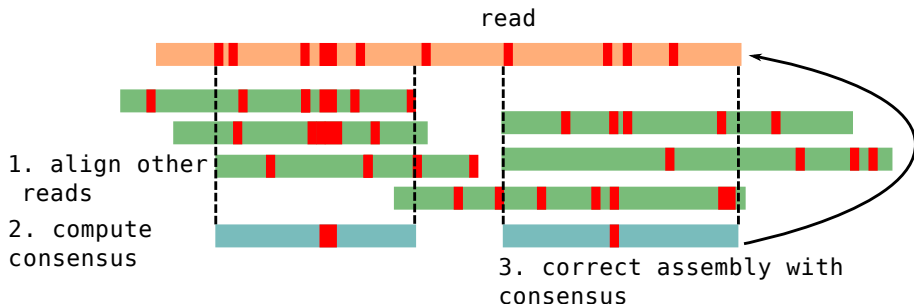 read
1. align other
reads
2. compute
consensus
3. correct assembly with
consensus